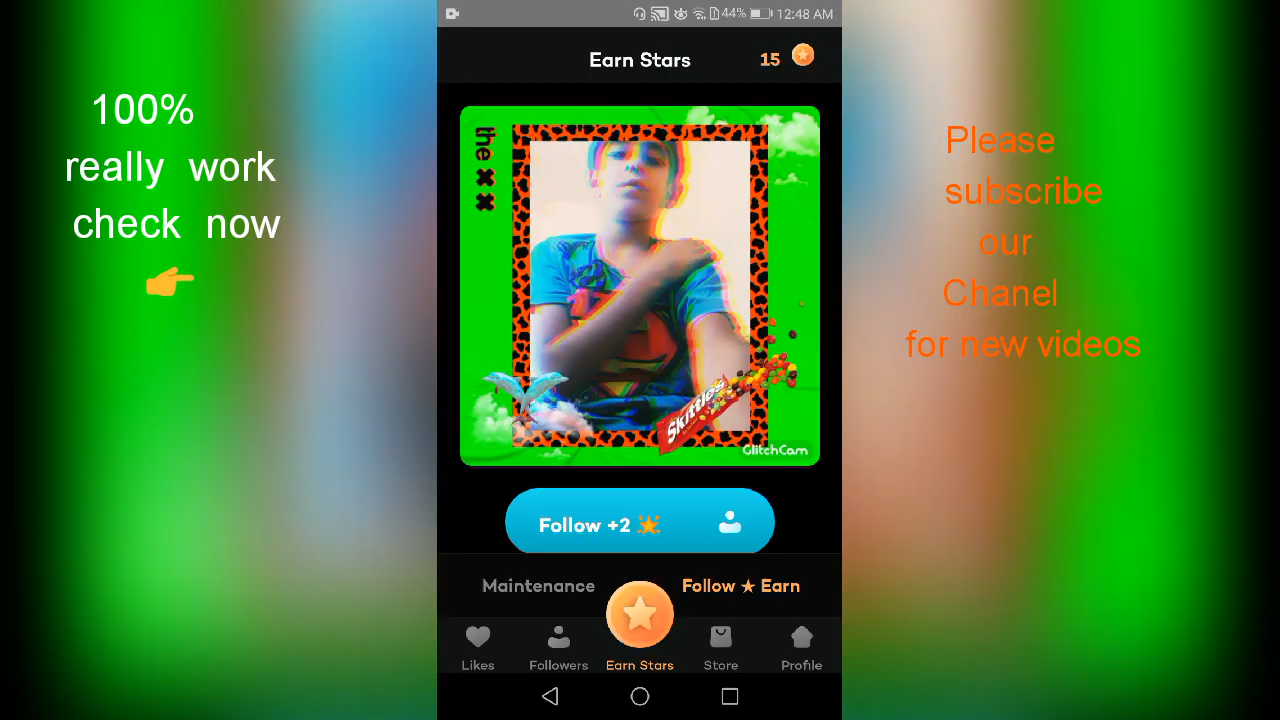 100%
really work
check now
44% 12:48 AM
Earn Stars 15
the xx
Skittles
GlitchCam
Follow +2
Maintenance
Follow ★ Earn
Likes
Followers
Earn Stars
Store
Profile
Please
subscribe
our
Chanel
for new videos